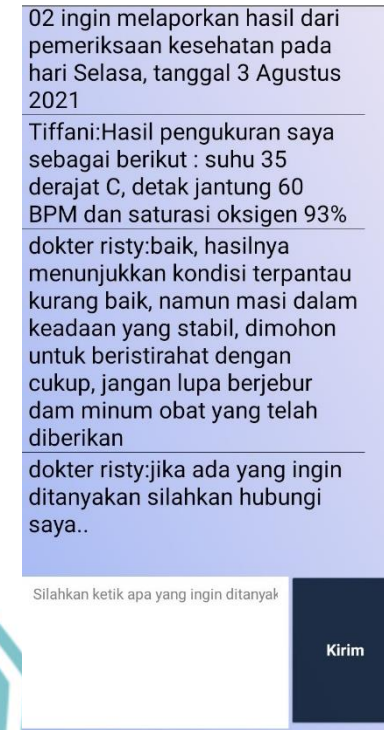 02 ingin melaporkan hasil dari
pemeriksaan kesehatan pada
hari Selasa, tanggal 3 Agustus
2021
Tiffani:Hasil pengukuran saya
sebagai berikut : suhu 35
derajat C, detak jantung 60
BPM dan saturasi oksigen 93%
dokter risty:baik, hasilnya
menunjukkan kondisi terpantau
kurang baik, namun masi dalam
keadaan yang stabil, dimohon
untuk beristirahat dengan
cukup, jangan lupa berjebur
dam minum obat yang telah
diberikan
dokter risty:jika ada yang ingin
ditanyakan silahkan hubungi
saya..
Silahkan ketik apa yang ingin ditanyak
Kirim